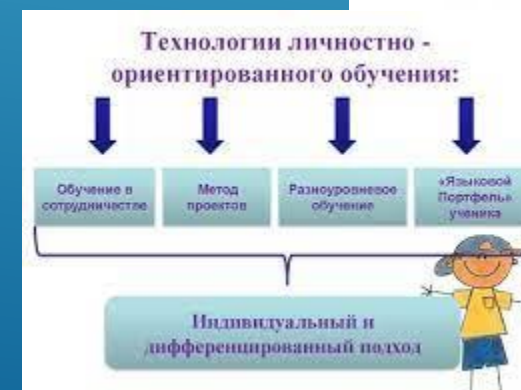 Технологии личностно -
ориентированного обучения:
Обучение в
сотрудничестве
Метод
проектов
Разноуровневое
обучение
«Языковой
Портфель»
ученика
Индивидуальный и
дифференцированный подход